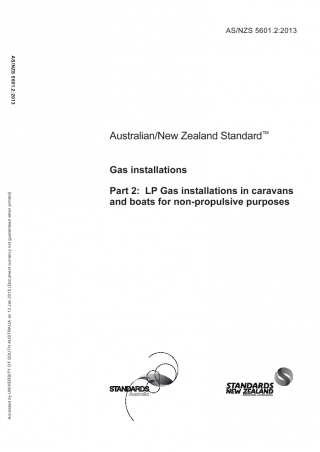 AS/NZS 5601.2:2013
AS/NZS 5601.2:2013
Australian/New Zealand Standard™
Gas installations
Part 2: LP Gas installations in caravans
and boats for non-propulsive purposes
Accessed by UNIVERSITY OF SOUTH AUSTRALIA on 13 Jan 2015 (Document currency not guaranteed when printed)
STANDARDS
Australia
STANDARDS
NEW ZEALAND